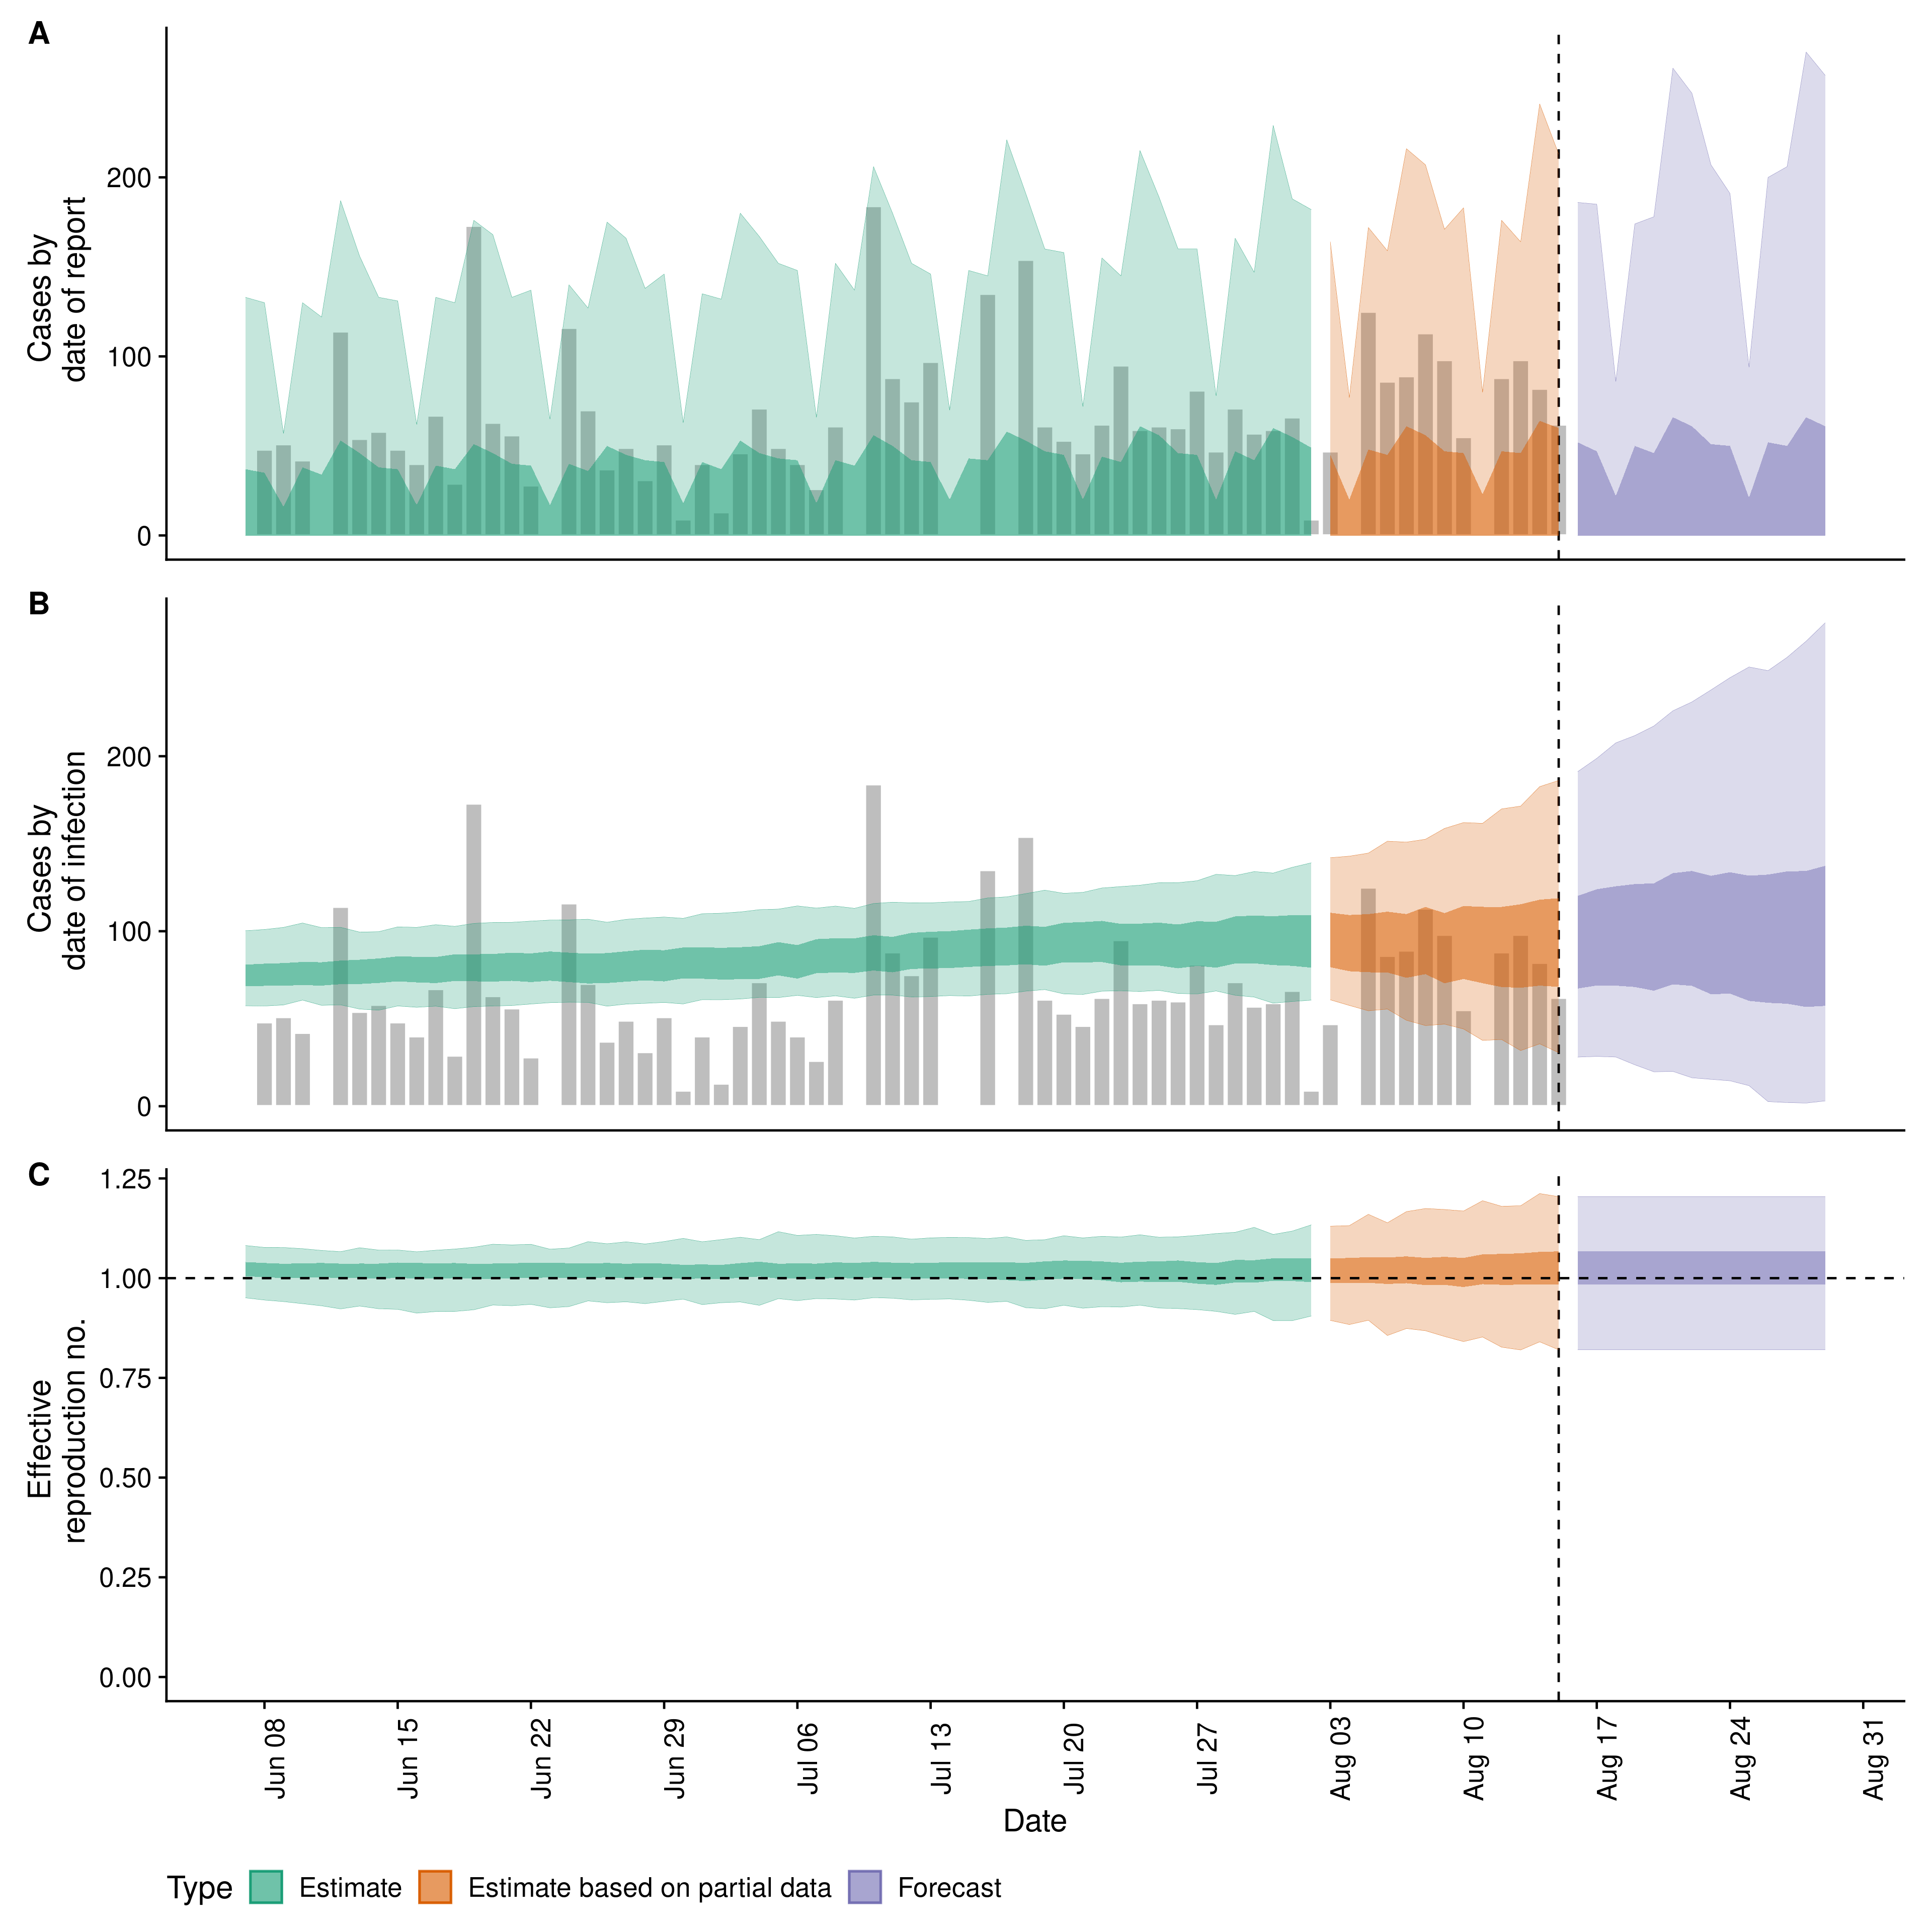 A
Cases by
date of report
200
100
0
B
Cases by
date of infection
200
100
0
C
Effective
reproduction no.
1.25
1.00
0.75
0.50
0.25
0.00
Jun 08
Jun 15
Jun 22
Jun 29
Jul 06
Jul 13
Jul 20
Jul 27
Aug 03
Aug 10
Aug 17
Aug 24
Aug 31
Date
Type Estimate Estimate based on partial data Forecast